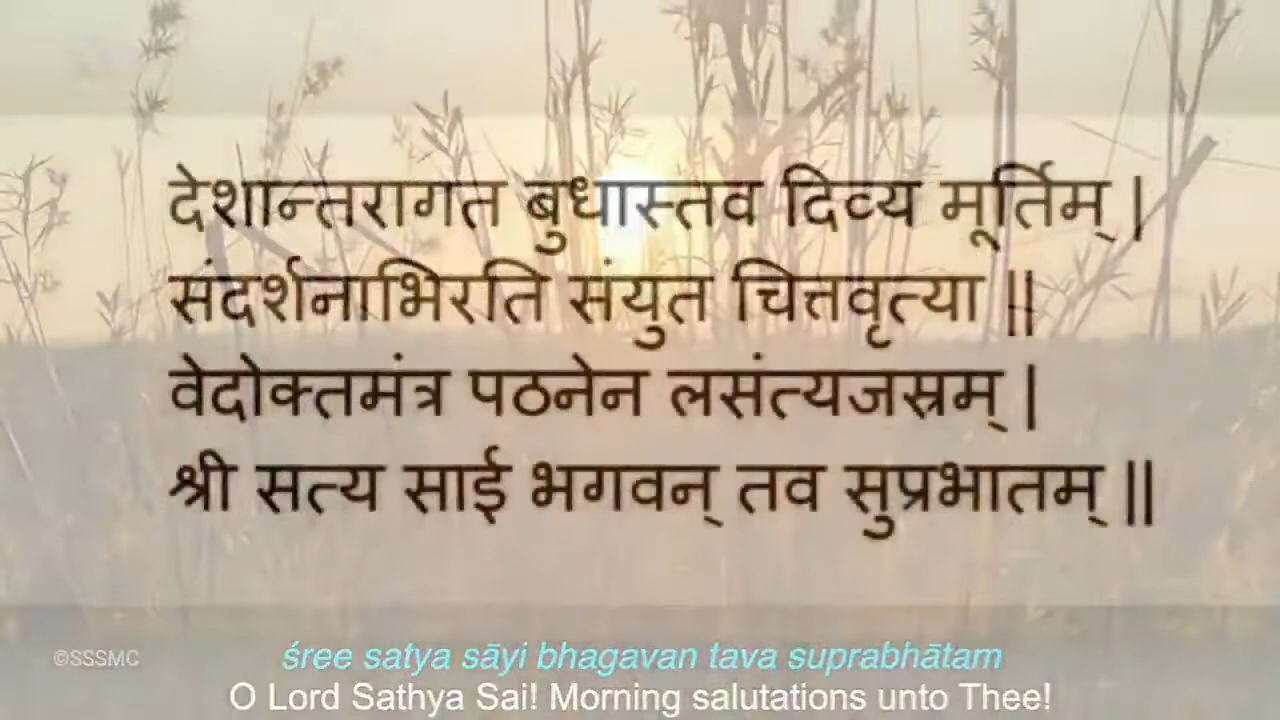 देशान्तरागत बुधास्तव दिव्य मूर्तिम् |
संदर्शनाभिरति संयुत चित्तवृत्या ||
वेदोक्तमंत्र पठनेन लसंत्यजस्रम् |
श्री सत्य साई भगवन् तव सुप्रभातम् ||
©SSSMC
śree satya sāyi bhagavan tava suprabhātam
O Lord Sathya Sai! Morning salutations unto Thee!